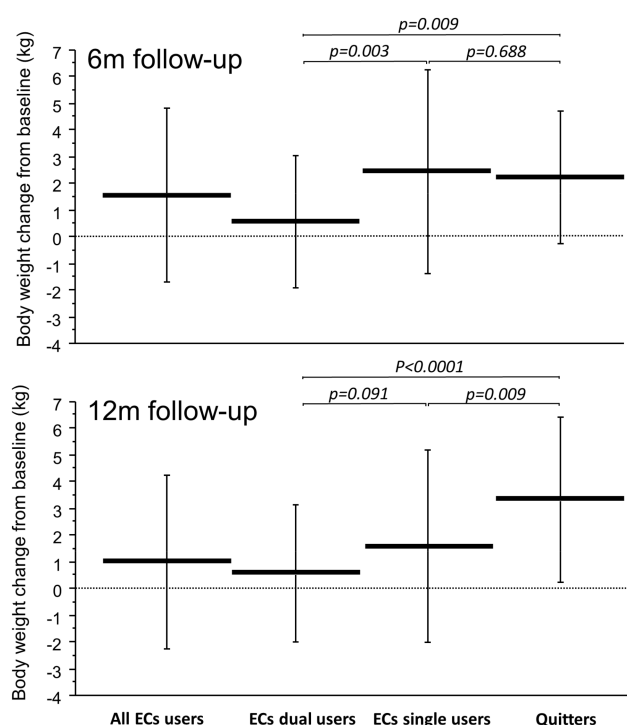 p=0.009
p=0.003 p=0.688
6m follow-up
Body weight change from baseline (kg)
7
6
5
4
3
2
1
0
-1
-2
-3
-4
P<0.0001
p=0.091 p=0.009
12m follow-up
Body weight change from baseline (kg)
7
6
5
4
3
2
1
0
-1
-2
-3
-4
All ECs users ECs dual users ECs single users Quitters